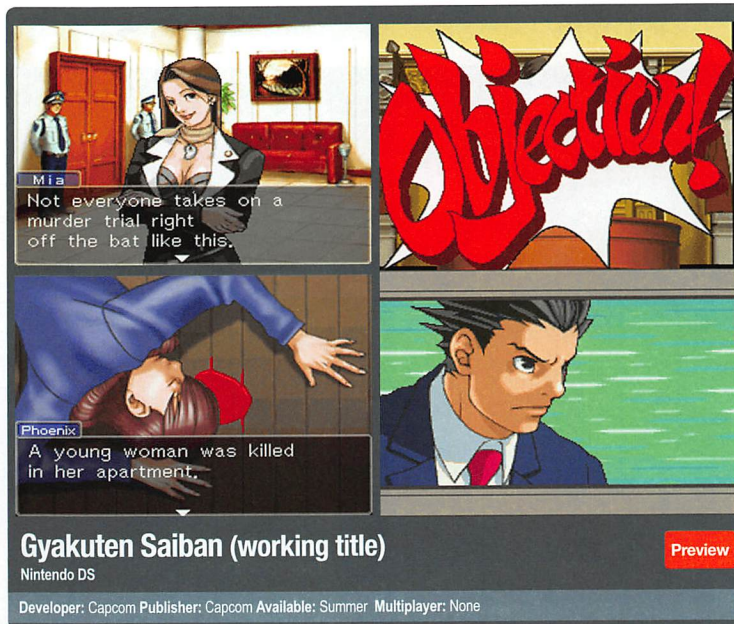 Mia
Not everyone takes on a
murder trial right
off the bat like this.
Objection!
Phoenix
A young woman was killed
in her apartment.
Gyakuten Saiban (working title)
Preview
Nintendo DS
Developer: Capcom Publisher: Capcom Available: Summer Multiplayer: None